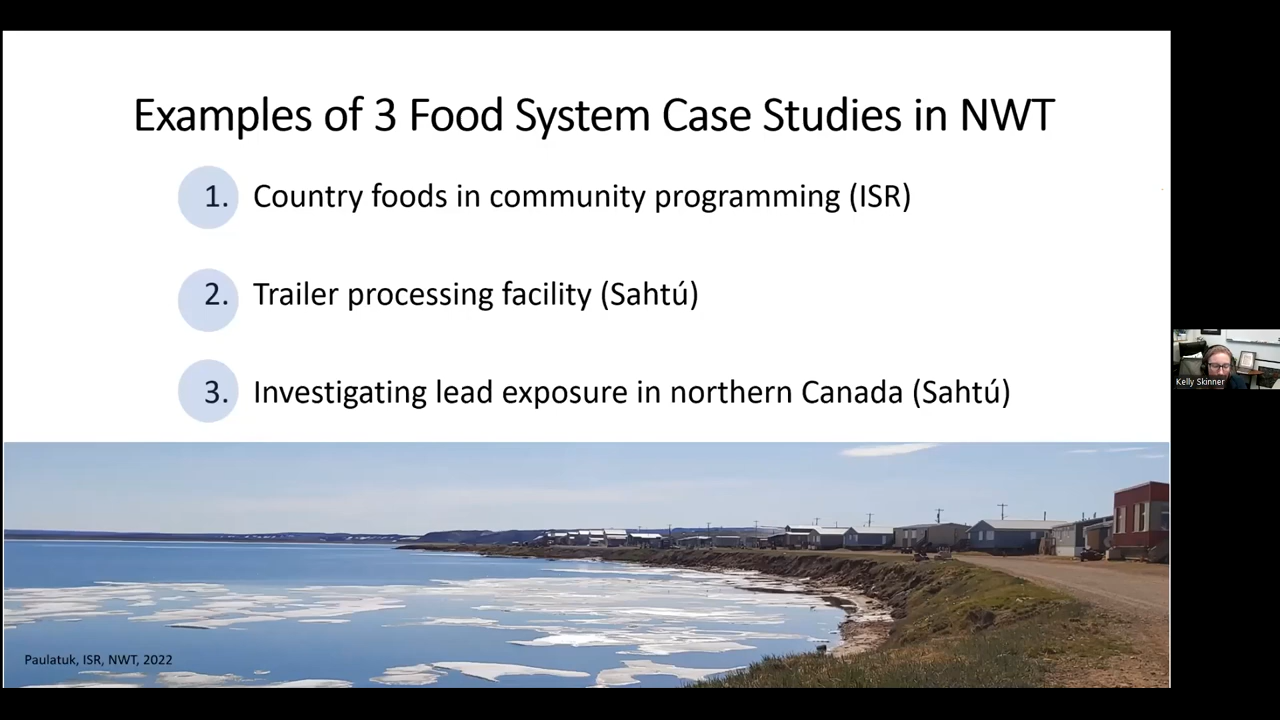 Examples of 3 Food System Case Studies in NWT
1. Country foods in community programming (ISR)
2. Trailer processing facility (Sahtú)
3. Investigating lead exposure in northern Canada (Sahtú)
Kelly Skinner
Paulatuk, ISR, NWT, 2022